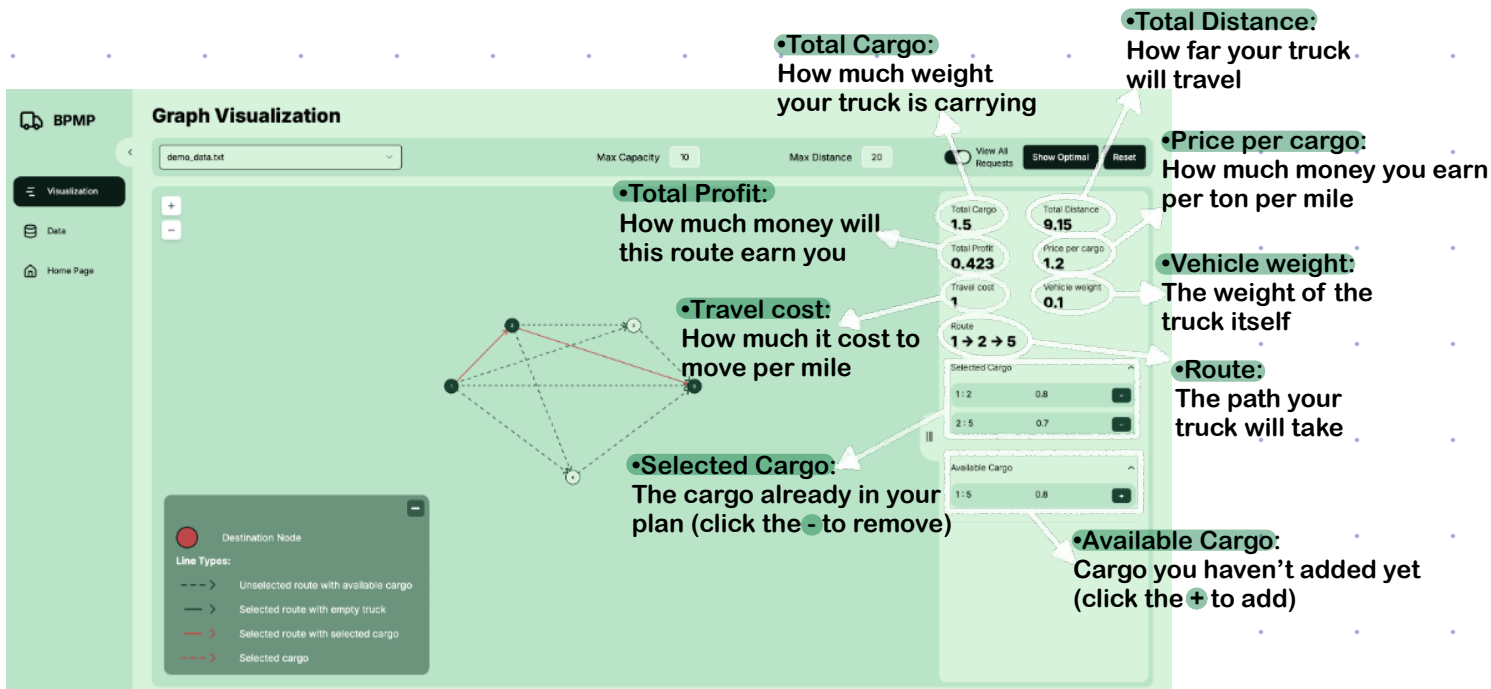 •Total Distance:
How far your truck
will travel
•Total Cargo:
How much weight
your truck is carrying
BPMP
Graph Visualization
demo_data.txt
Max Capacity 10
Max Distance 20
View All
Requests
Show Optimal
Reset
•Price per cargo:
How much money you earn
per ton per mile
Visualization
Data
Home Page
+
-
•Total Profit:
How much money will
this route earn you
Total Cargo
1.5
Total Distance
9.15
Total Profit
0.423
Price per cargo
1.2
Travel cost
1
Vehicle weight
0.1
•Vehicle weight:
The weight of the
truck itself
•Travel cost:
How much it cost to
move per mile
Route
1 → 2 → 5
•Route:
The path your
truck will take
Selected Cargo
1 : 2 0.8 -
2 : 5 0.7 -
1
•Selected Cargo:
The cargo already in your
plan (click the - to remove)
Available Cargo
1 : 5 0.8 +
•Available Cargo:
Cargo you haven't added yet
(click the + to add)
Destination Node
Line Types:
Unselected route with available cargo
Selected route with empty truck
Selected route with selected cargo
Selected cargo